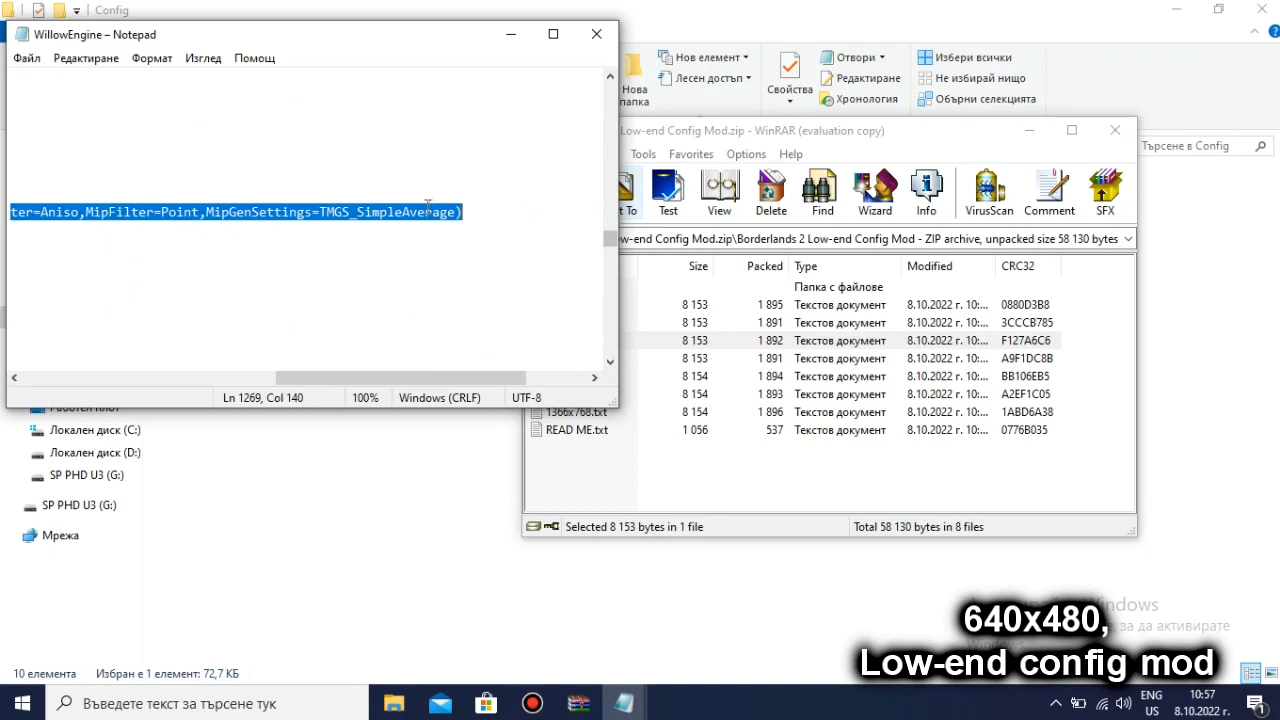 Config
WillowEngine – Notepad
Файл Редактиране Формат Изглед Помощ
ter=Aniso,MipFilter=Point,MipGenSettings=TMGS_SimpleAverage)
Ln 1269, Col 140 100% Windows (CRLF) UTF-8
Нов елемент
Лесен достъп
Нова
папка
Свойства
Отвори
Редактиране
Хронология
Избери всички
Не избирай нищо
Обърни селекцията
Търсене в Config
Low-end Config Mod.zip - WinRAR (evaluation copy)
Tools Favorites Options Help
To Test View Delete Find Wizard Info VirusScan Comment SFX
w-end Config Mod.zip\Borderlands 2 Low-end Config Mod - ZIP archive, unpacked size 58 130 bytes
Size Packed Type Modified CRC32
Папка с файлове
8 153 1 895 Текстов документ 8.10.2022 г. 10:... 0880D3B8
8 153 1 891 Текстов документ 8.10.2022 г. 10:... 3CCCB785
8 153 1 892 Текстов документ 8.10.2022 г. 10:... F127A6C6
8 153 1 891 Текстов документ 8.10.2022 г. 10:... A9F1DC8B
8 154 1 894 Текстов документ 8.10.2022 г. 10:... BB106EB5
8 154 1 893 Текстов документ 8.10.2022 г. 10:... A2EF1C05
1366x768.txt 8 154 1 896 Текстов документ 8.10.2022 г. 10:... 1ABD6A38
READ ME.txt 1 056 537 Текстов документ 8.10.2022 г. 10:... 0776B035
Selected 8 153 bytes in 1 file Total 58 130 bytes in 8 files
Локален диск (C:)
Локален диск (D:)
SP PHD U3 (G:)
SP PHD U3 (G:)
Мрежа
за да активирате
640x480,
Low-end config mod
10 елемента Избран е 1 елемент: 72,7 КБ
Въведете текст за търсене тук
ENG
US
10:57
8.10.2022 г.
1